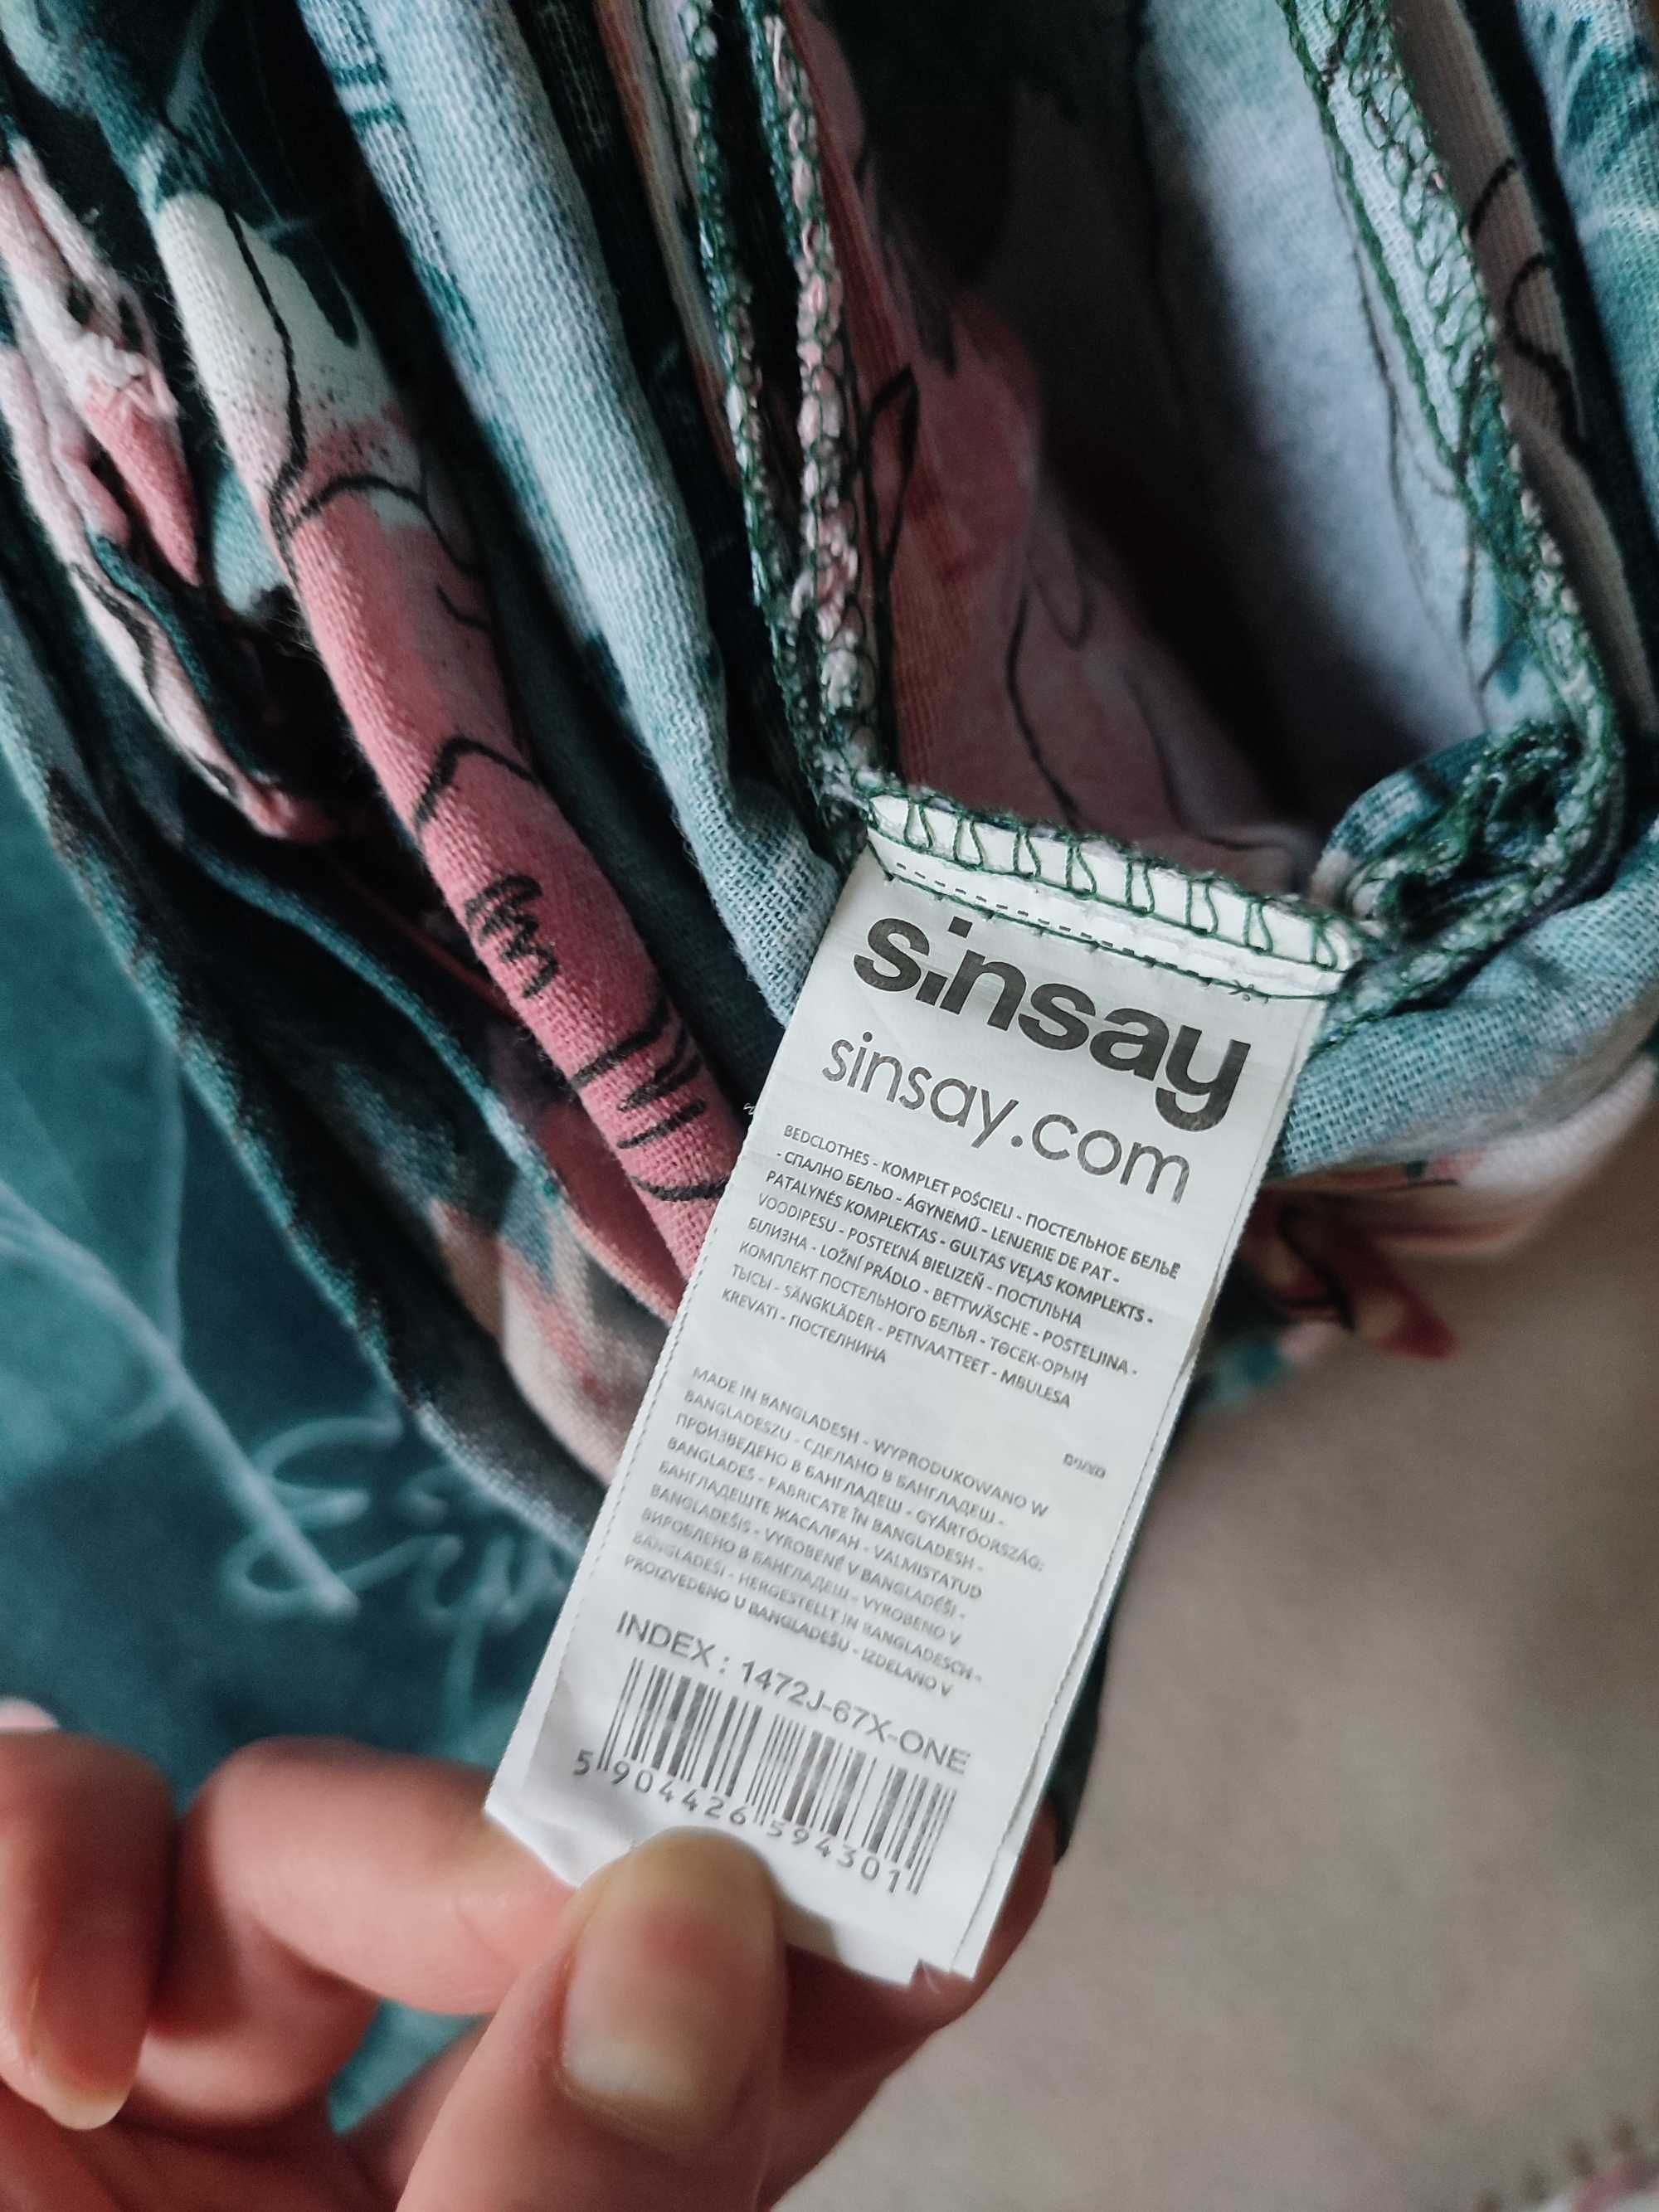 sinsay
sinsay.com
BEDCLOTHES - KOMPLET POŚCIELI - ПОСТЕЛЬНОЕ БЕЛЬЁ
- СПАЛНО БЕЛЬО - ÁGYNEMŰ - LENJERIE DE PAT -
PATALYNĖS KOMPLEKTAS - GULTAS VEĻAS KOMPLEKTS -
VOODIPESU - POSTEĽNÁ BIELIZEŇ - ПОСТІЛЬНА
БІЛИЗНА - LOŽNÍ PRÁDLO - BETTWÄSCHE - POSTELJINA -
КОМПЛЕКТ ПОСТЕЛЬНОГО БЕЛЬЯ - ТӨСЕК-ОРЫН
ТЫСЫ - SÄNGKLÄDER - PETIVAATTEET - MBULESA
KREVATI - ПОСТЕЛНИНА
MADE IN BANGLADESH - WYPRODUKOWANO W
BANGLADESZU - СДЕЛАНО В БАНГЛАДЕШ -
ПРОИЗВЕДЕНО В БАНГЛАДЕШ - GYÁRTÓORSZÁG:
BANGLADES - FABRICATE ÎN BANGLADESH -
БАНГЛАДЕШТЕ ЖАСАЛҒАН - VALMISTATUD
BANGLADEŠIS - VYROBENÉ V BANGLADÉŠI -
ВИРОБЛЕНО В БАНГЛАДЕШ - VYROBENO V
BANGLADÉŠI - HERGESTELLT IN BANGLADESCH -
PROIZVEDENO U BANGLADEŠU - IZDELANO V
INDEX : 1472J-67X-ONE
5 904426 594301